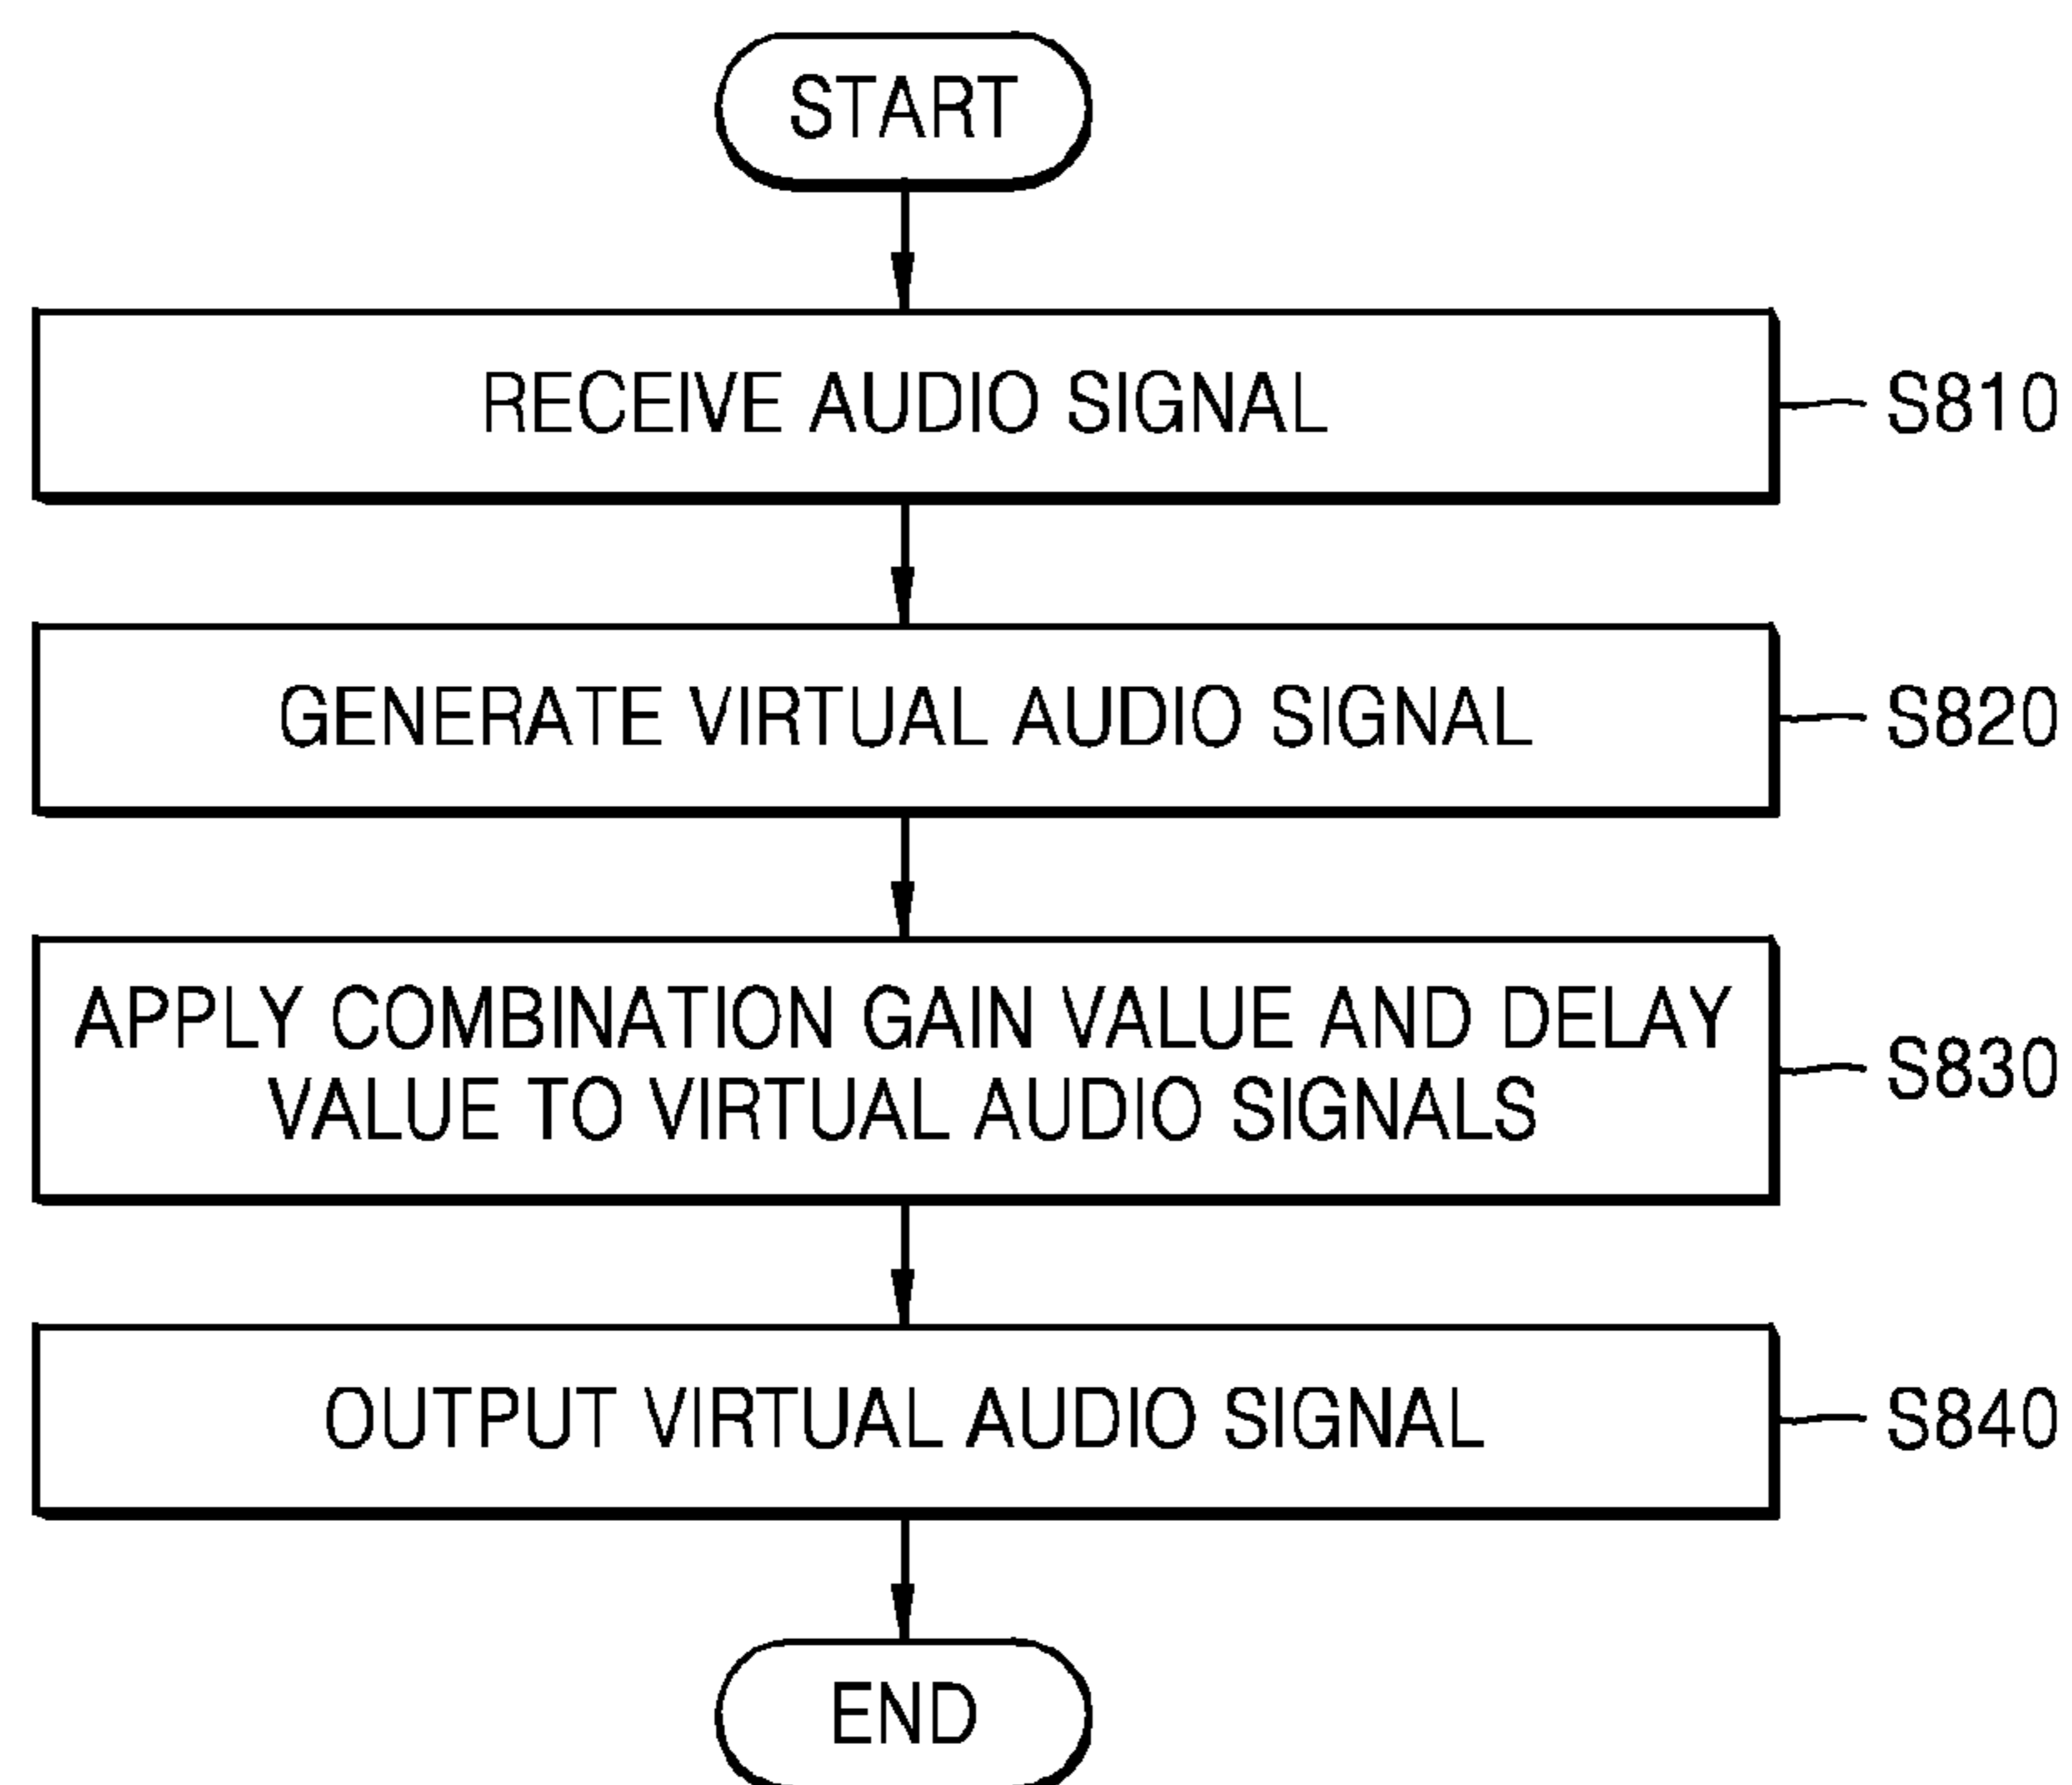 START
RECEIVE AUDIO SIGNAL
S810
GENERATE VIRTUAL AUDIO SIGNAL
S820
APPLY COMBINATION GAIN VALUE AND DELAY
VALUE TO VIRTUAL AUDIO SIGNALS
S830
OUTPUT VIRTUAL AUDIO SIGNAL
S840
END